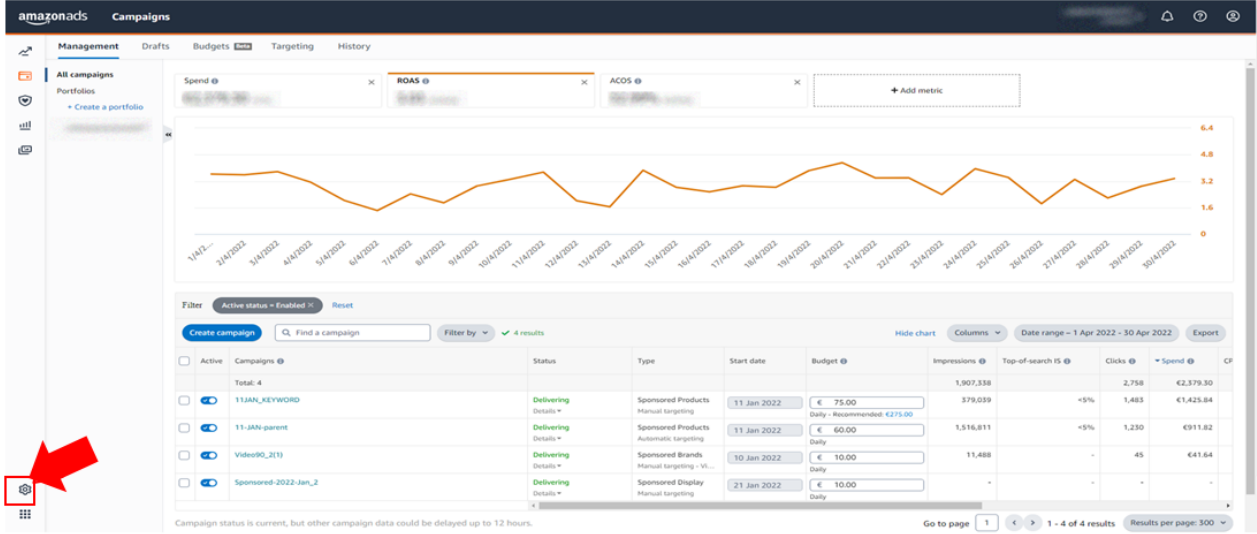 amazonads Campaigns
Management Drafts Budgets Beta Targeting History
All campaigns
Portfolios
+ Create a portfolio
Spend
ROAS
ACOS
+ Add metric
6.4
4.8
3.2
1.6
0
1/4/2... 2/4/2022 3/4/2022 4/4/2022 5/4/2022 6/4/2022 7/4/2022 8/4/2022 9/4/2022 10/4/2022 11/4/2022 12/4/2022 13/4/2022 14/4/2022 15/4/2022 16/4/2022 17/4/2022 18/4/2022 19/4/2022 20/4/2022 21/4/2022 22/4/2022 23/4/2022 24/4/2022 25/4/2022 26/4/2022 27/4/2022 28/4/2022 29/4/2022 30/4/2022
Filter Active status = Enabled × Reset
Create campaign Find a campaign Filter by 4 results Hide chart Columns Date range – 1 Apr 2022 - 30 Apr 2022 Export
Active Campaigns Status Type Start date Budget Impressions Top-of-search IS Clicks Spend CP
Total: 4 1,907,338 2,758 €2,379.30
11JAN_KEYWORD Delivering Sponsored Products 11 Jan 2022 € 75.00 379,039 <5% 1,483 €1,425.84
Details Manual targeting Daily - Recommended: €275.00
11-JAN-parent Delivering Sponsored Products 11 Jan 2022 € 60.00 1,516,811 <5% 1,230 €911.82
Details Automatic targeting Daily
Video90_2(1) Delivering Sponsored Brands 10 Jan 2022 € 10.00 11,488 - 45 €41.64
Details Manual targeting - Vi... Daily
Sponsored-2022-Jan_2 Delivering Sponsored Display 21 Jan 2022 € 10.00 - - - -
Details Manual targeting Daily
Campaign status is current, but other campaign data could be delayed up to 12 hours. Go to page 1 1 - 4 of 4 results Results per page: 300